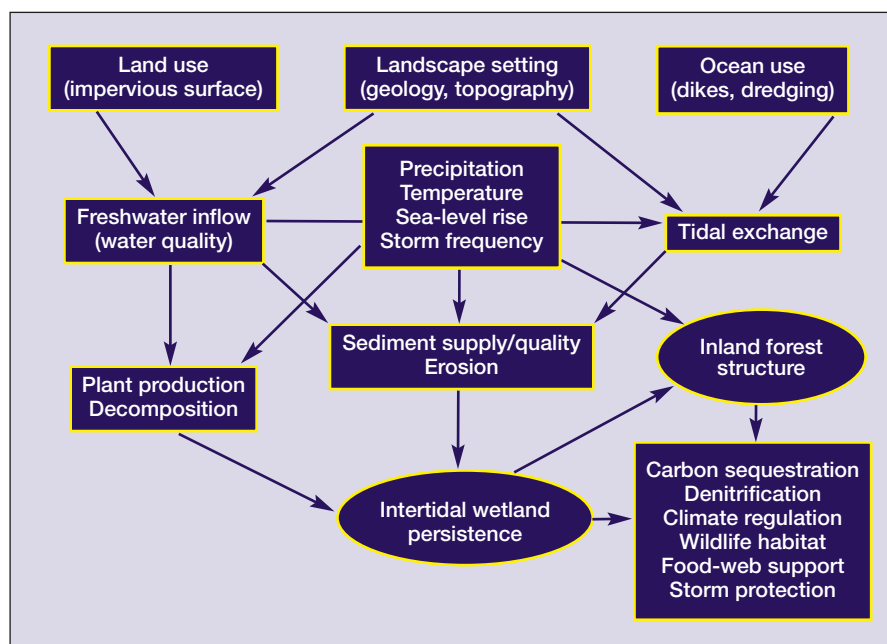 Land use
(impervious surface)
Landscape setting
(geology, topography)
Ocean use
(dikes, dredging)
Precipitation
Temperature
Sea-level rise
Storm frequency
Freshwater inflow
(water quality)
Tidal exchange
Sediment supply/quality
Erosion
Inland forest
structure
Plant production
Decomposition
Intertidal wetland
persistence
Carbon sequestration
Denitrification
Climate regulation
Wildlife habitat
Food-web support
Storm protection